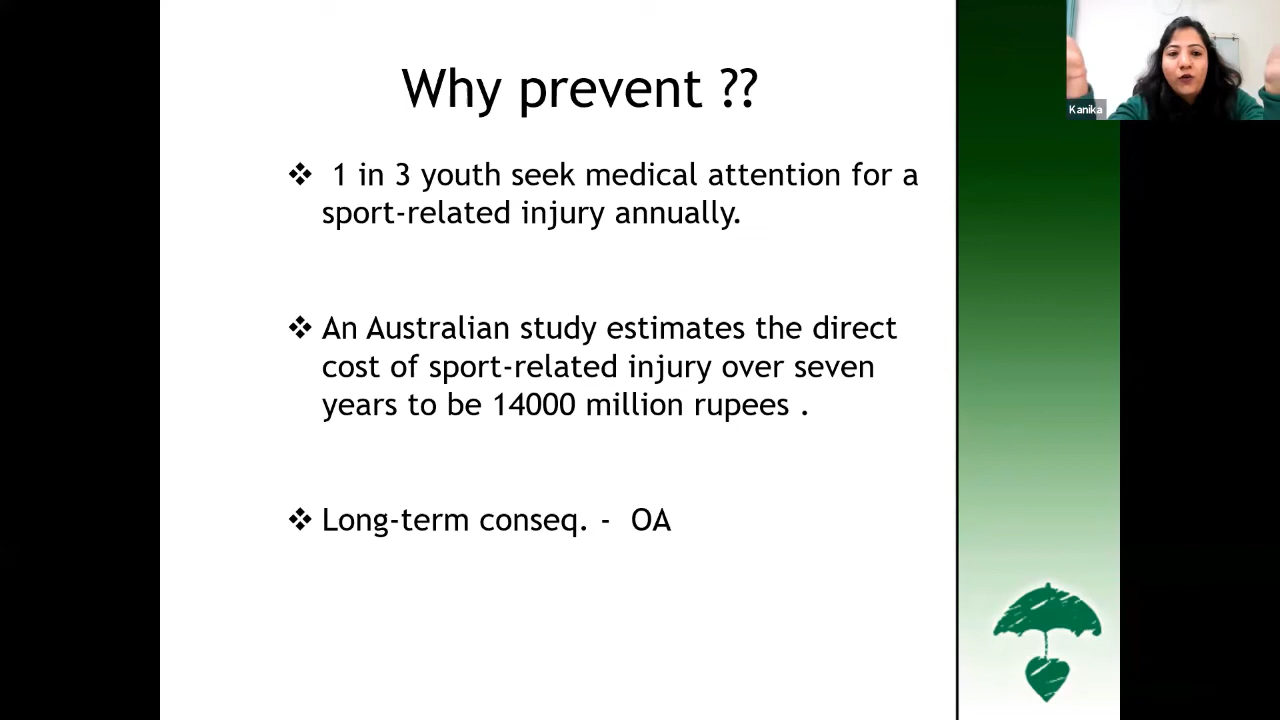 Why prevent ??
❖ 1 in 3 youth seek medical attention for a
sport-related injury annually.
❖ An Australian study estimates the direct
cost of sport-related injury over seven
years to be 14000 million rupees .
❖ Long-term conseq. - OA
Kanika